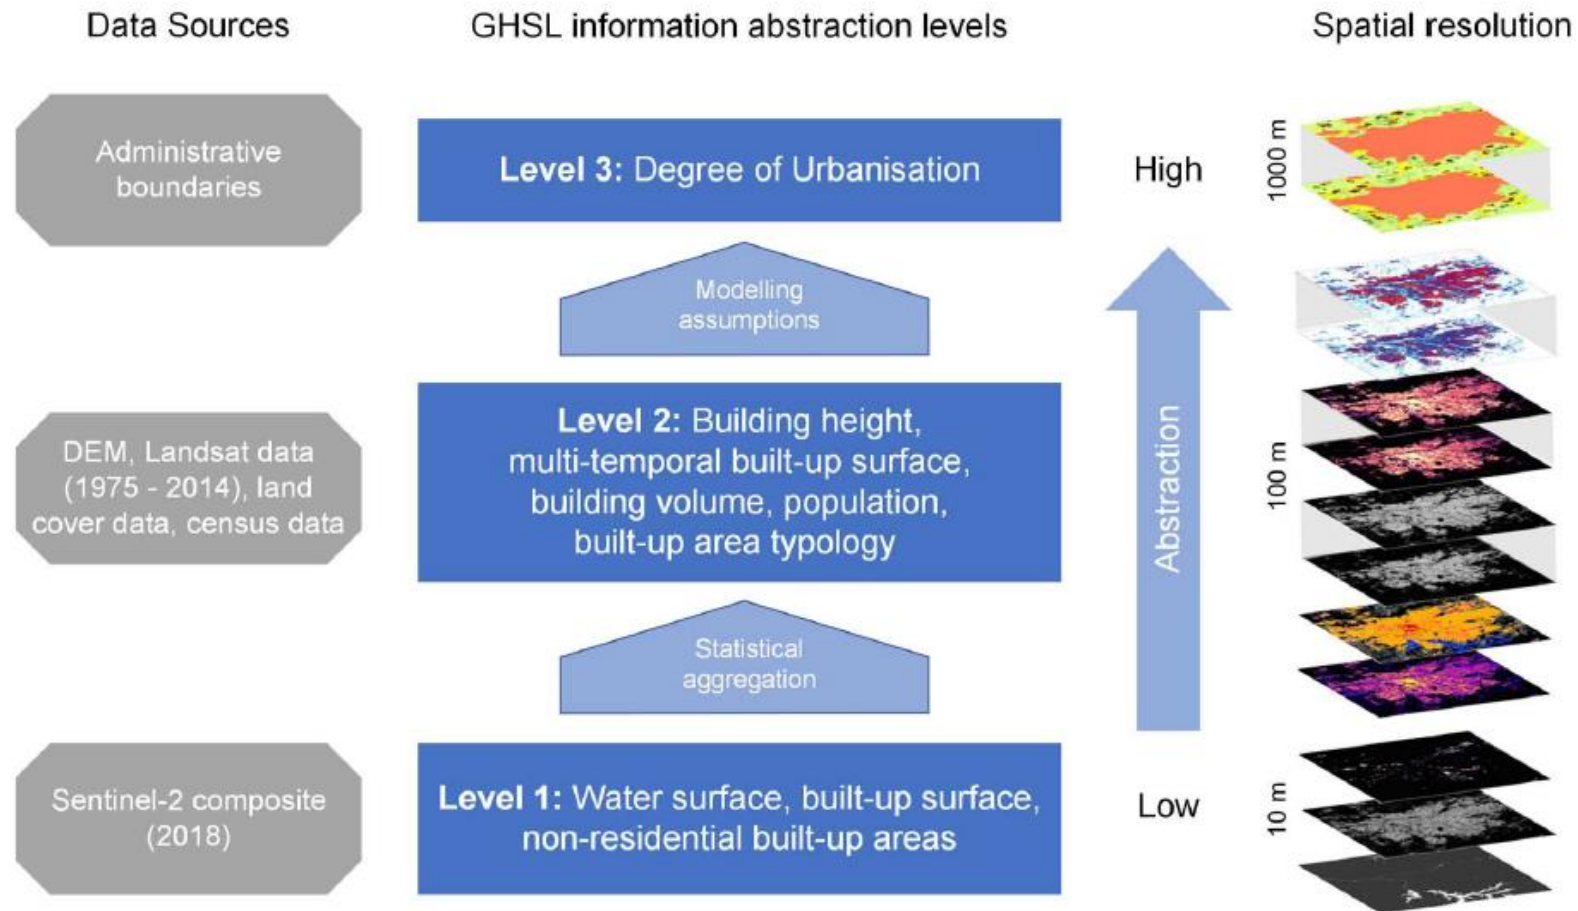 Data Sources
GHSL information abstraction levels
Spatial resolution
Administrative
boundaries
Level 3: Degree of Urbanisation
High
1000 m
Modelling
assumptions
DEM, Landsat data
(1975 - 2014), land
cover data, census data
Level 2: Building height,
multi-temporal built-up surface,
building volume, population,
built-up area typology
Abstraction
100 m
Statistical
aggregation
Sentinel-2 composite
(2018)
Level 1: Water surface, built-up surface,
non-residential built-up areas
Low
10 m